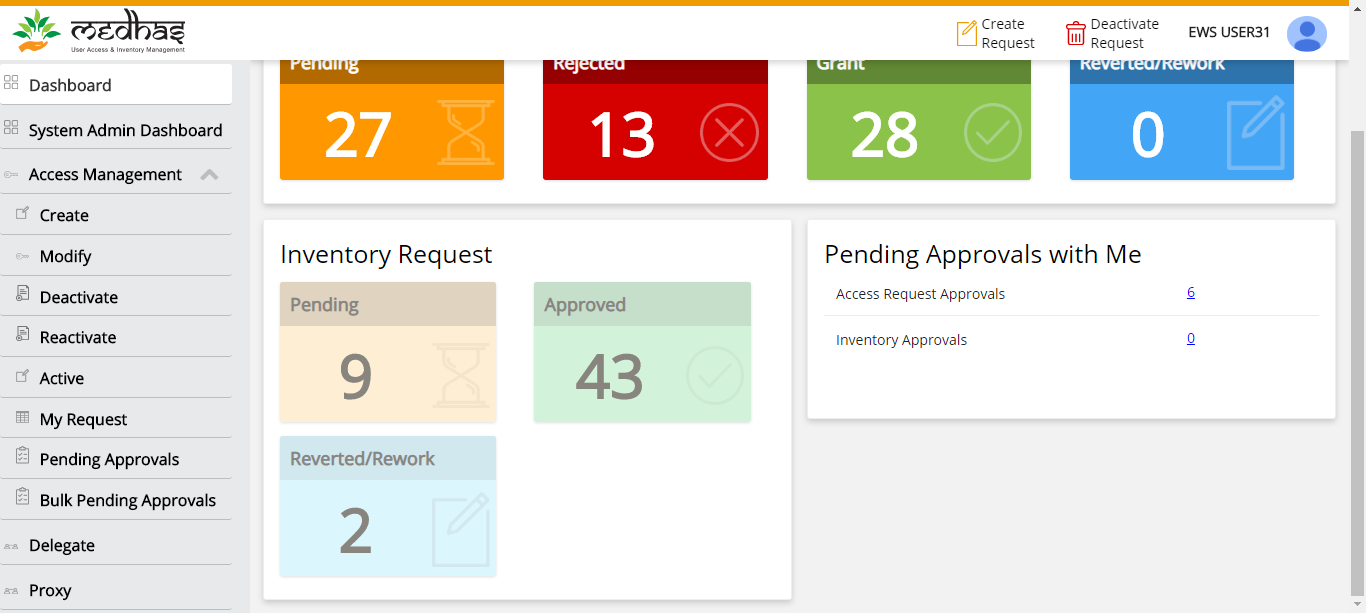 medhas
User Access & Inventory Management
Create
Request
Deactivate
Request
EWS USER31
Dashboard
System Admin Dashboard
Access Management
Create
Modify
Deactivate
Reactivate
Active
My Request
Pending Approvals
Bulk Pending Approvals
Delegate
Proxy
Pending
27
Rejected
13
Grant
28
Reverted/Rework
0
Inventory Request
Pending
9
Approved
43
Reverted/Rework
2
Pending Approvals with Me
Access Request Approvals 6
Inventory Approvals 0